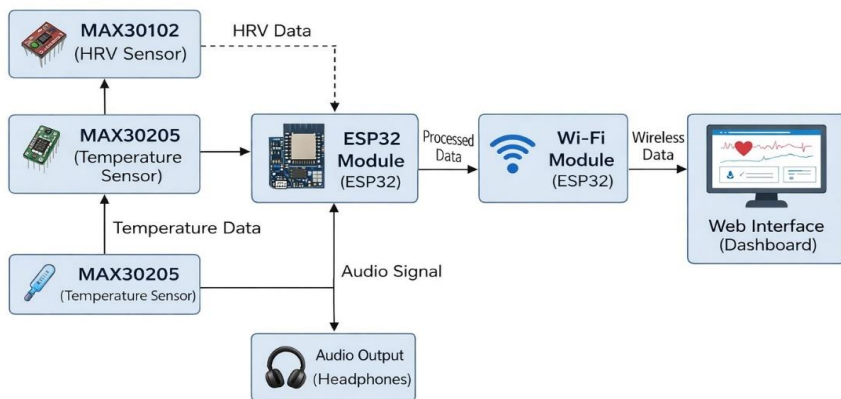 MAX30102
(HRV Sensor)
HRV Data
MAX30205
(Temperature
Sensor)
ESP32
Module
(ESP32)
Processed
Data
Wi-Fi
Module
(ESP32)
Wireless
Data
Web Interface
(Dashboard)
Temperature Data
MAX30205
(Temperature Sensor)
Audio Signal
Audio Output
(Headphones)